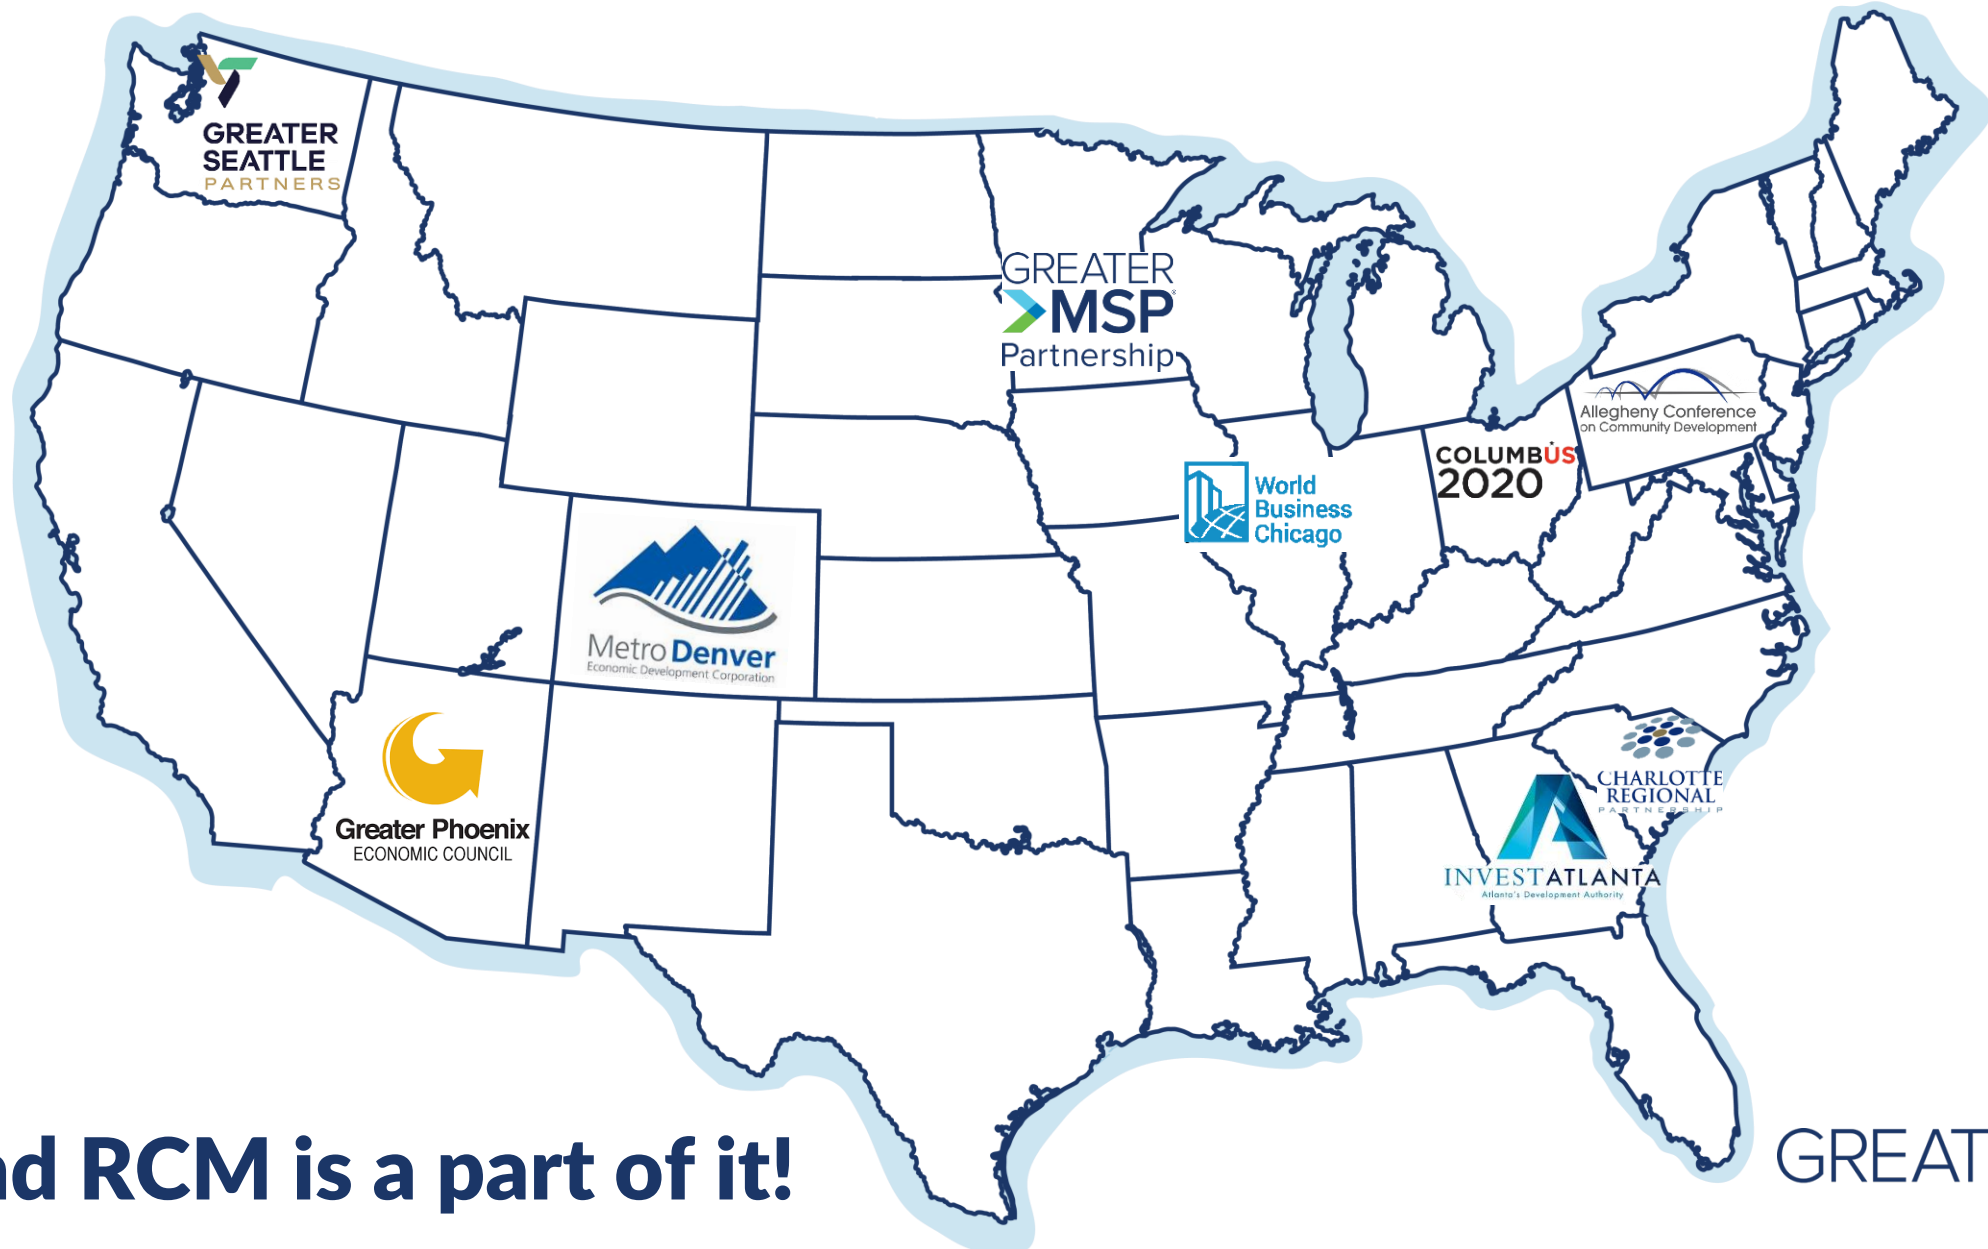 GREATER
SEATTLE
PARTNERS
GREATER
MSP
Partnership
Allegheny Conference
on Community Development
COLUMBUS
2020
World
Business
Chicago
Metro Denver
Economic Development Corporation
Greater Phoenix
ECONOMIC COUNCIL
CHARLOTTE
REGIONAL
PARTNERSHIP
INVESTATLANTA
Atlanta's Development Authority
RCM is a part of it!
GREAT